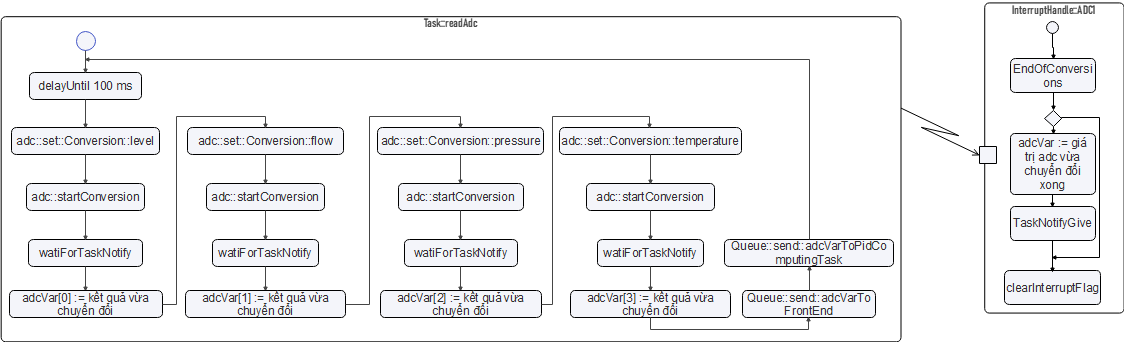 Task::readAdc
delayUntil 100 ms
adc::set::Conversion::level
adc::startConversion
watiForTaskNotify
adcVar[0] := kết quả vừa
chuyển đổi
adc::set::Conversion::flow
adc::startConversion
watiForTaskNotify
adcVar[1] := kết quả vừa
chuyển đổi
adc::set::Conversion::pressure
adc::startConversion
watiForTaskNotify
adcVar[2] := kết quả vừa
chuyển đổi
adc::set::Conversion::temperature
adc::startConversion
watiForTaskNotify
adcVar[3] := kết quả vừa
chuyển đổi
Queue::send::adcVarTo
FrontEnd
Queue::send::adcVarToPidCo
mputingTask
InterruptHandle::ADC1
EndOfConversi
ons
adcVar := giá
trị adc vừa
chuyển đổi
xong
TaskNotifyGive
clearInterruptFlag